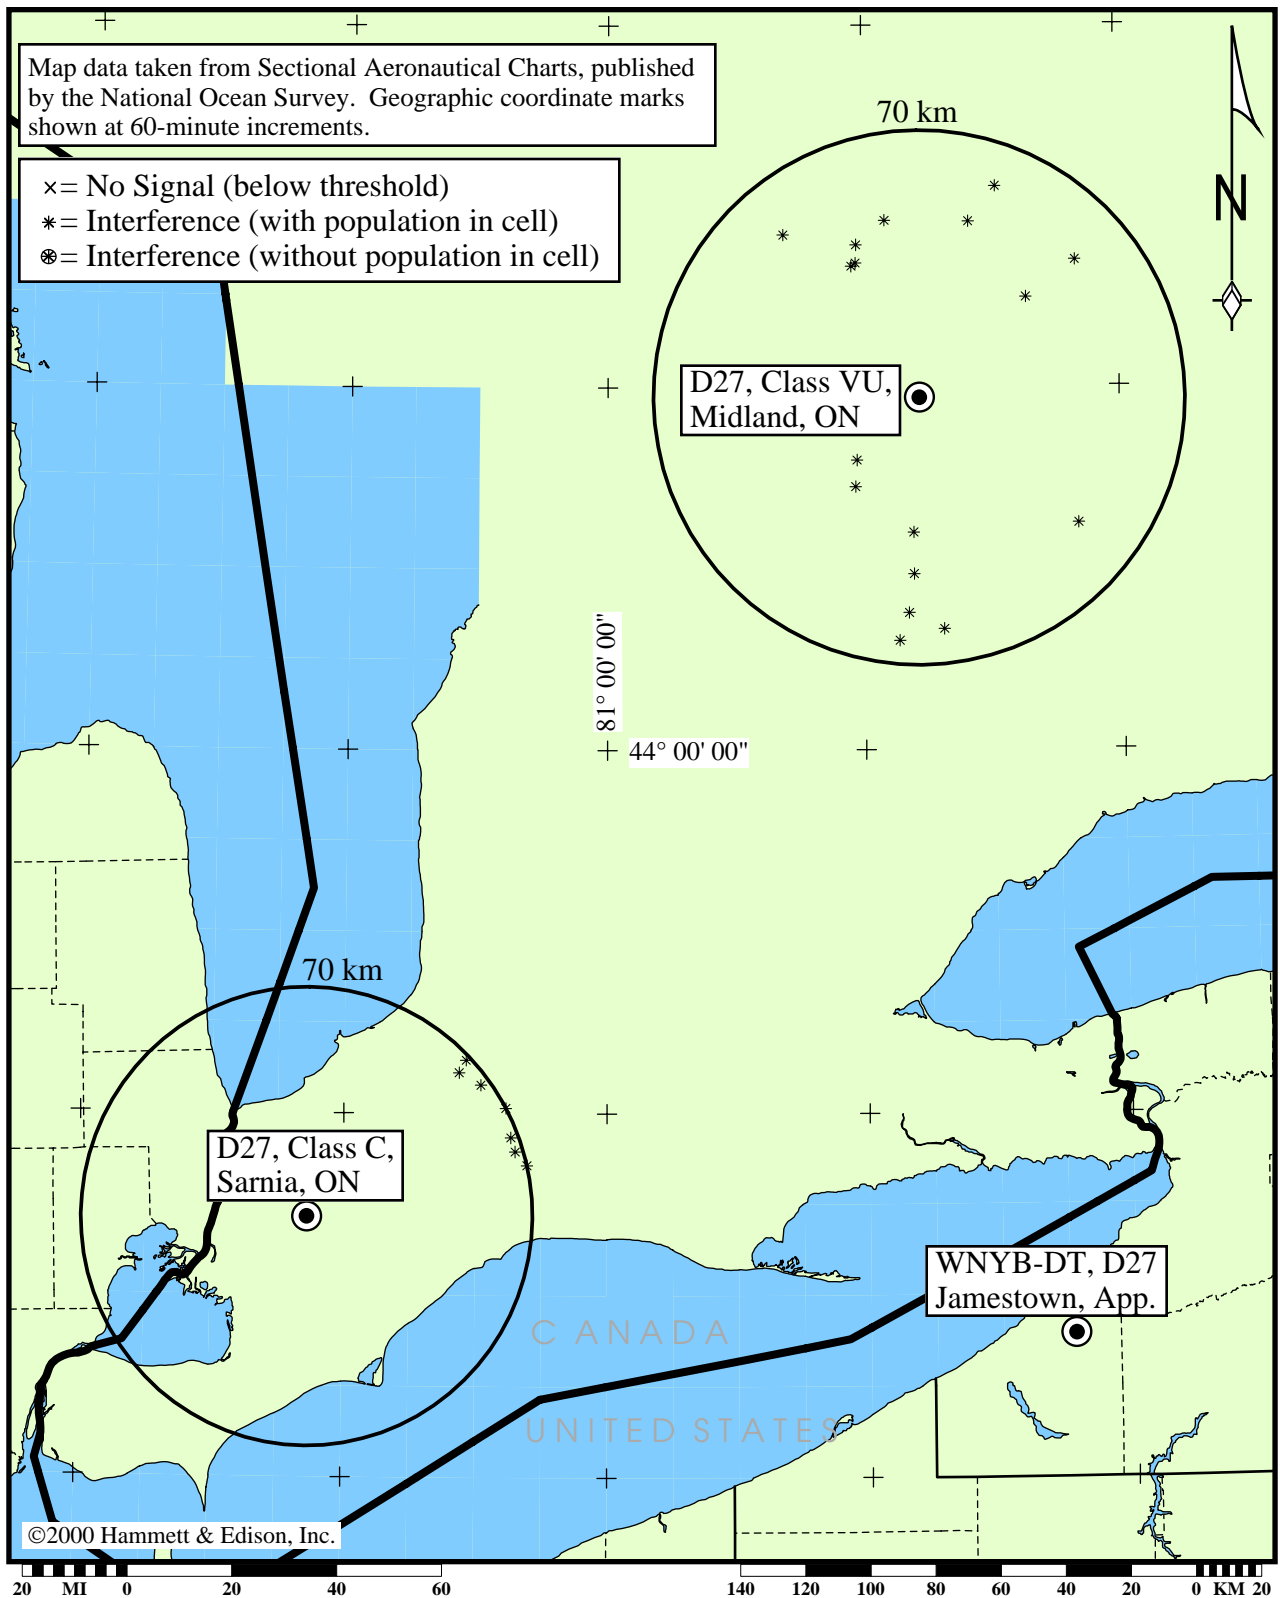 Map data taken from Sectional Aeronautical Charts, published
by the National Ocean Survey.  Geographic coordinate marks
shown at 60-minute increments.
70 km
×= No Signal (below threshold)
= Interference (with population in cell)
= Interference (without population in cell)
N
D27, Class VU,
Midland, ON
81° 00' 00"
44° 00' 00"
70 km
D27, Class C,
Sarnia, ON
WNYB-DT, D27
Jamestown, App.
CANADA
UNITED STATES
©2000 Hammett & Edison, Inc.
20 MI 0 20 40 60 140 120 100 80 60 40 20 0 KM 20